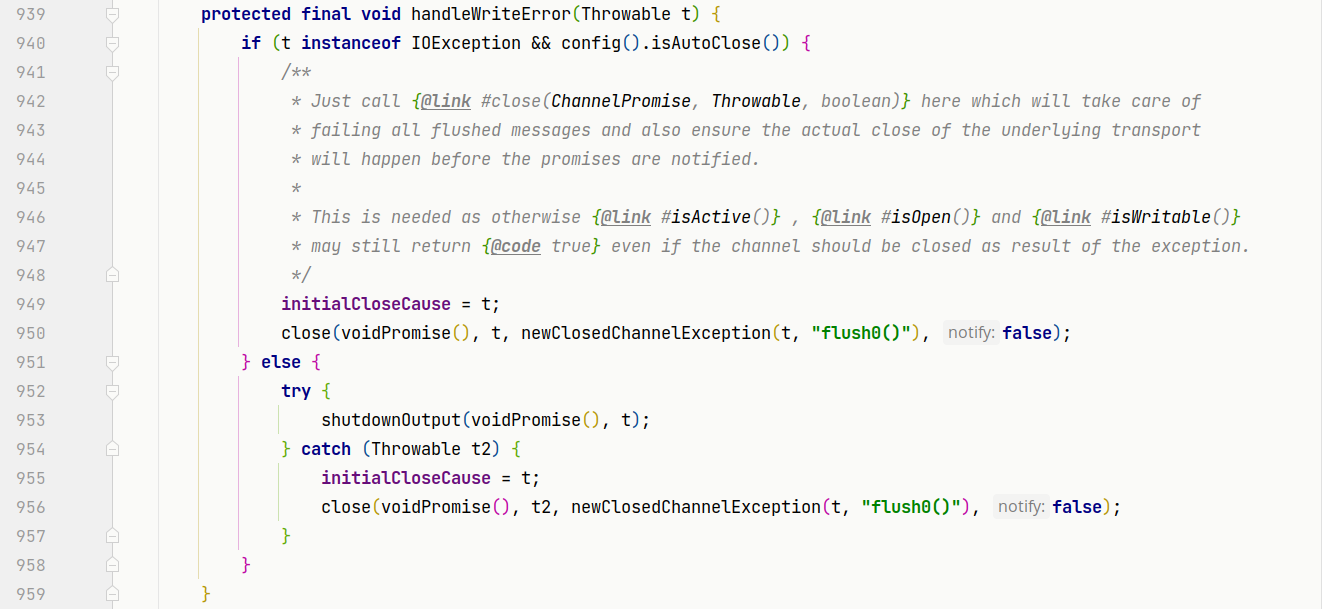 939 protected final void handleWriteError(Throwable t) {
940 if (t instanceof IOException && config().isAutoClose()) {
941 /**
942 * Just call {@link #close(ChannelPromise, Throwable, boolean)} here which will take care of
943 * failing all flushed messages and also ensure the actual close of the underlying transport
944 * will happen before the promises are notified.
945 *
946 * This is needed as otherwise {@link #isActive()} , {@link #isOpen()} and {@link #isWritable()}
947 * may still return {@code true} even if the channel should be closed as result of the exception.
948 */
949 initialCloseCause = t;
950 close(voidPromise(), t, newClosedChannelException(t, "flush0()"), notify: false);
951 } else {
952 try {
953 shutdownOutput(voidPromise(), t);
954 } catch (Throwable t2) {
955 initialCloseCause = t;
956 close(voidPromise(), t2, newClosedChannelException(t, "flush0()"), notify: false);
957 }
958 }
959 }